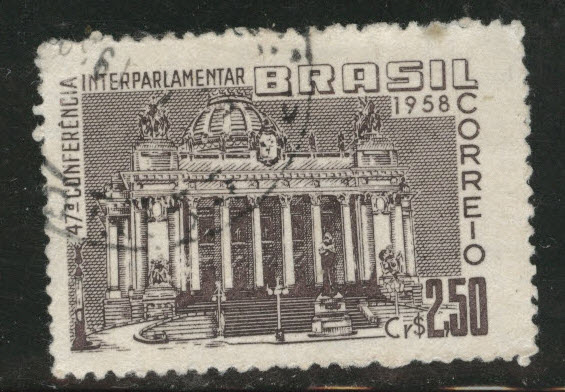 47ª CONFERÊNCIA
INTERPARLAMENTAR
BRASIL
1958
CORREIO
Cr$2,50